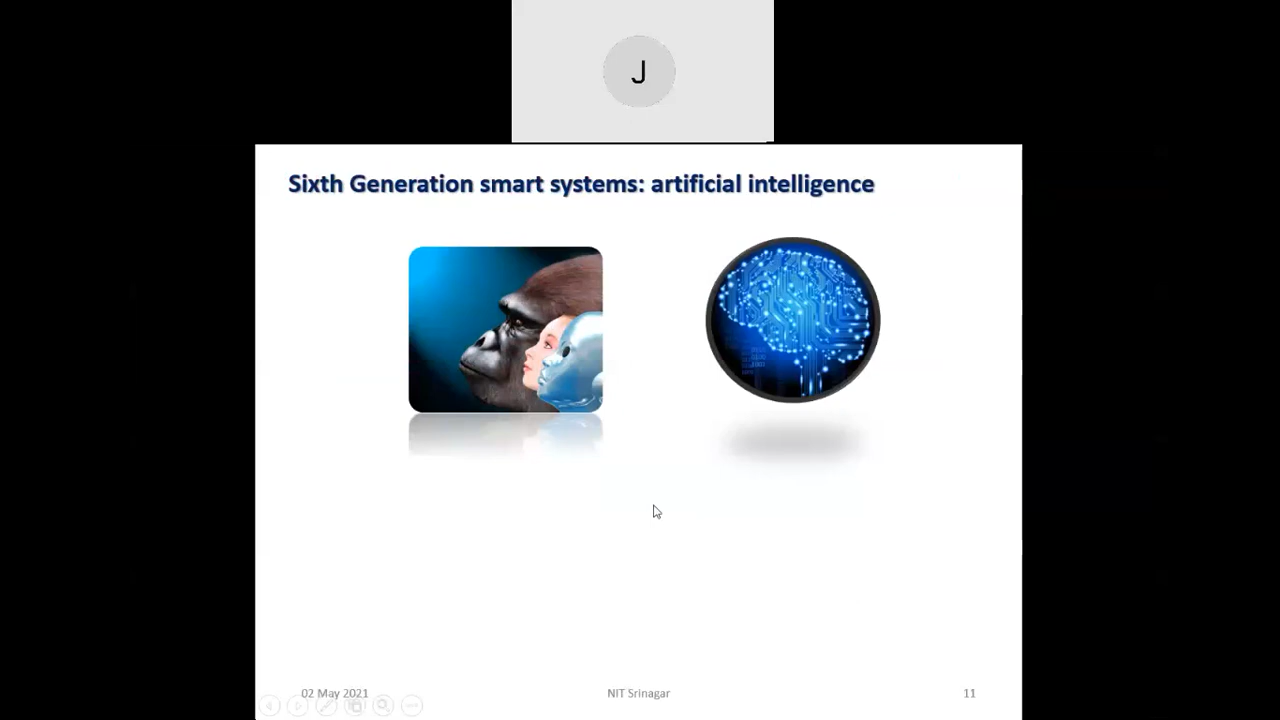 J
Sixth Generation smart systems: artificial intelligence
02 May 2021
NIT Srinagar
11